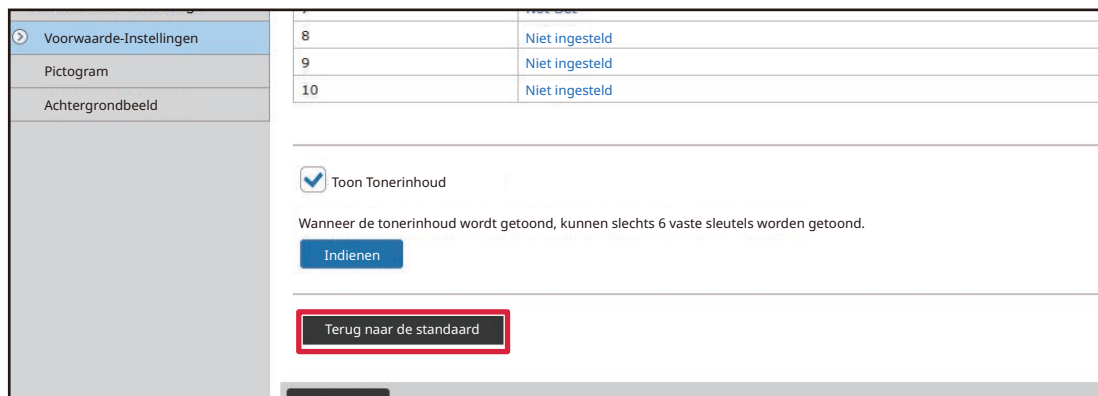 Voorwaarde-Instellingen
Pictogram
Achtergrondbeeld
8 Niet ingesteld
9 Niet ingesteld
10 Niet ingesteld
Toon Tonerinhoud
Wanneer de tonerinhoud wordt getoond, kunnen slechts 6 vaste sleutels worden getoond.
Indienen
Terug naar de standaard